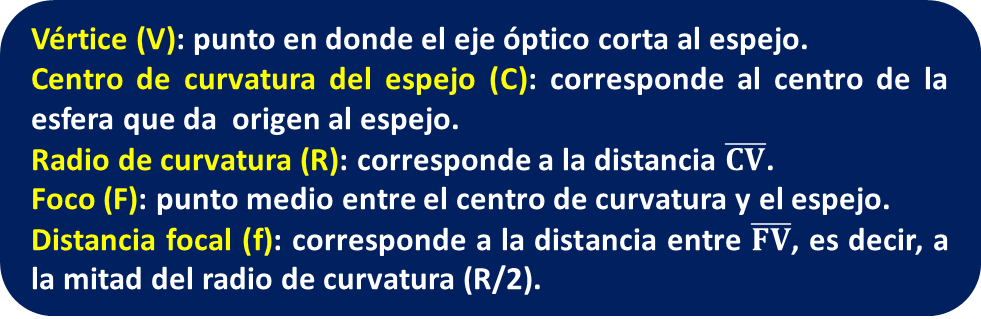 Vértice (V): punto en donde el eje óptico corta al espejo.
Centro de curvatura del espejo (C): corresponde al centro de la
esfera que da origen al espejo.
Radio de curvatura (R): corresponde a la distancia C̅V̅.
Foco (F): punto medio entre el centro de curvatura y el espejo.
Distancia focal (f): corresponde a la distancia entre F̅V̅, es decir, a
la mitad del radio de curvatura (R/2).